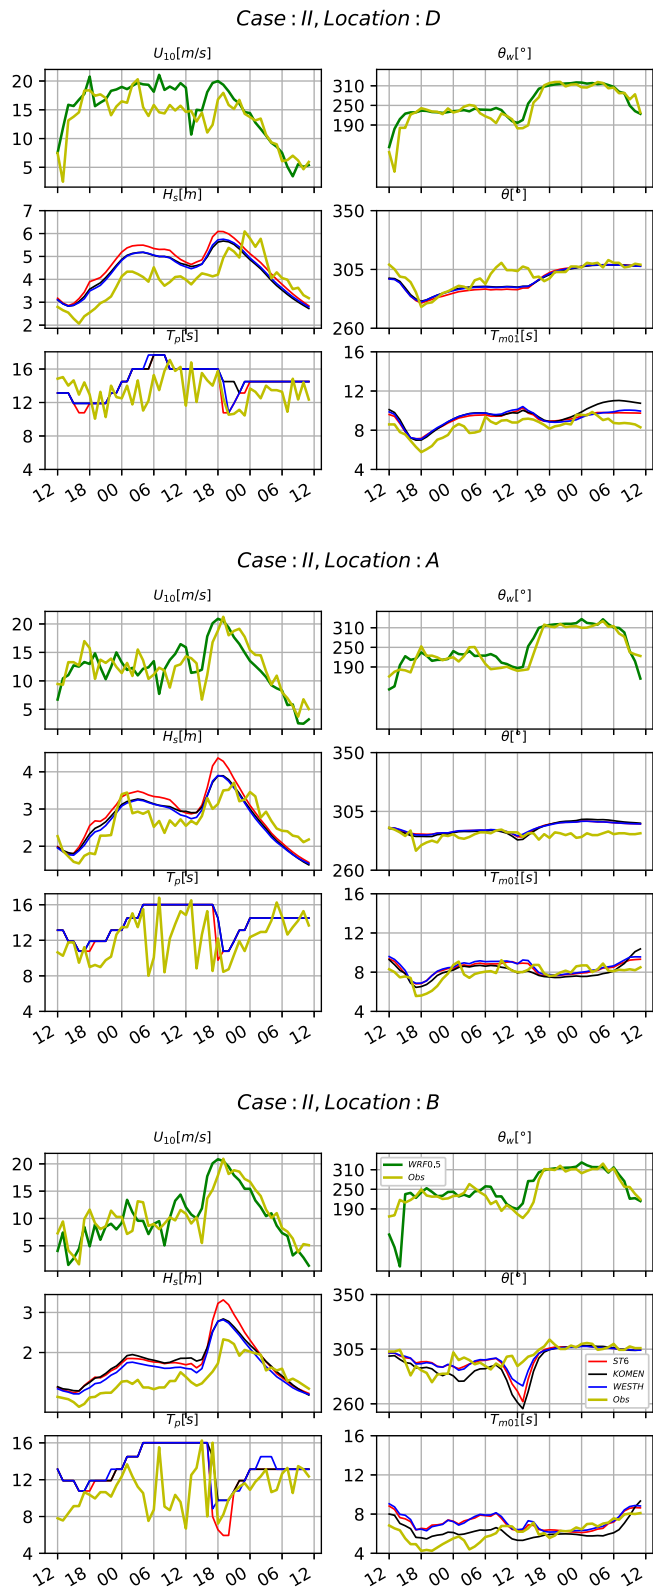 Case : II, Location : D
U10[m/s] θw[°]
20
15
10
5
310
250
190
Hs[m] θ[°]
7
6
5
4
3
2
350
305
260
Tp[s] Tm01[s]
16
12
8
4
16
12
8
4
12 18 00 06 12 18 00 06 12
12 18 00 06 12 18 00 06 12
Case : II, Location : A
U10[m/s] θw[°]
20
15
10
5
310
250
190
Hs[m] θ[°]
4
3
2
350
305
260
Tp[s] Tm01[s]
16
12
8
4
16
12
8
4
12 18 00 06 12 18 00 06 12
12 18 00 06 12 18 00 06 12
Case : II, Location : B
U10[m/s] θw[°]
20
15
10
5
310
250
190
WRF0.5
Obs
Hs[m] θ[°]
3
2
350
305
260
ST6
KOMEN
WESTH
Obs
Tp[s] Tm01[s]
16
12
8
4
16
12
8
4
12 18 00 06 12 18 00 06 12
12 18 00 06 12 18 00 06 12